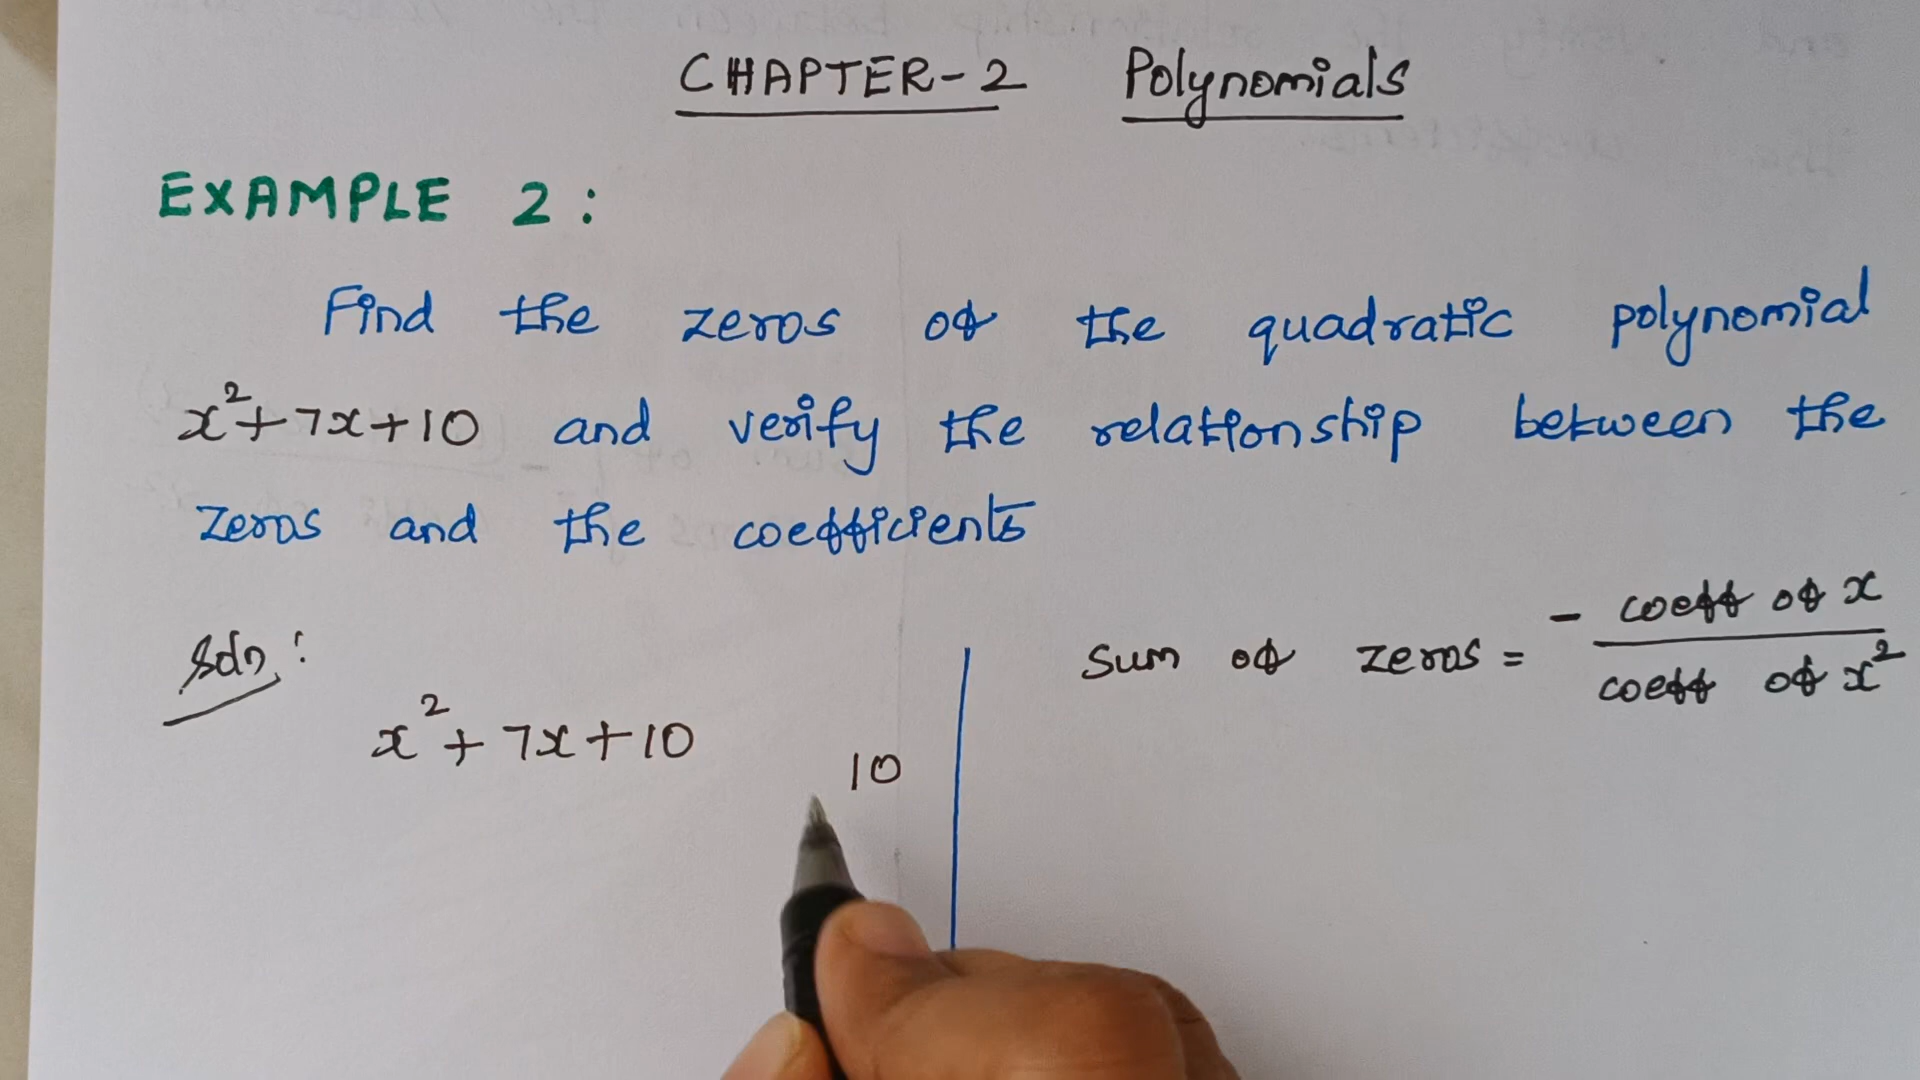 CHAPTER-2 Polynomials
EXAMPLE 2:
Find the zeros of the quadratic polynomial
x²+7x+10 and verify the relationship between the
zeros and the coefficients
Soln:
x²+7x+10
10
Sum of zeros = - coeff of x / coeff of x²